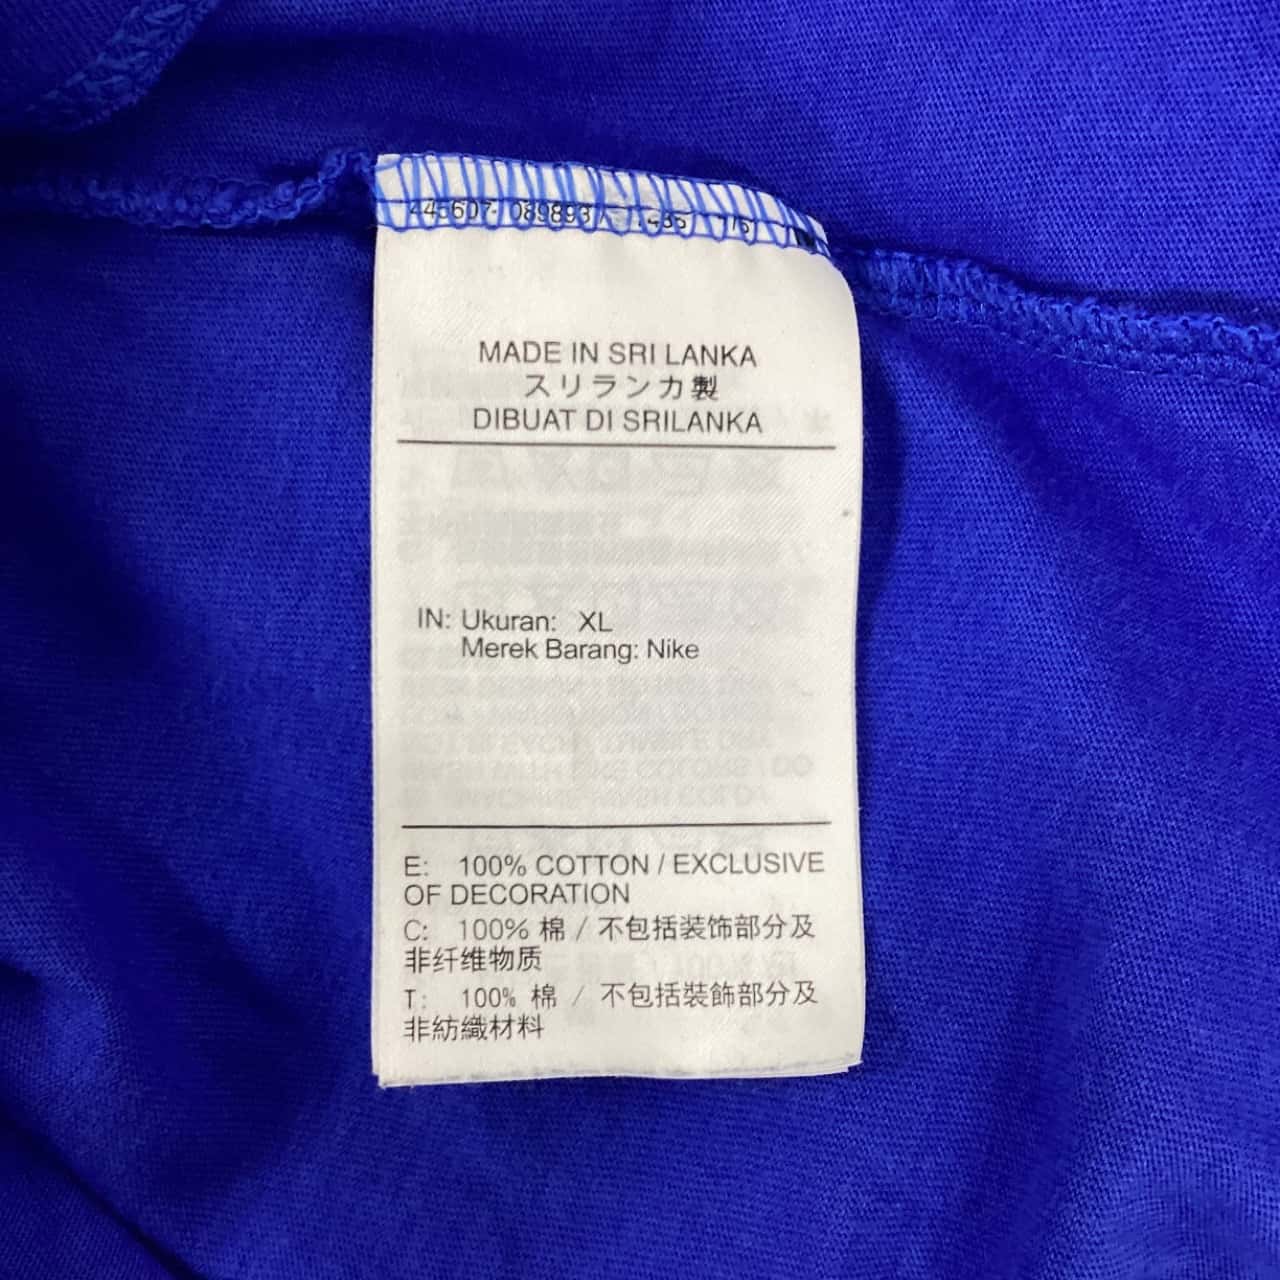 MADE IN SRI LANKA
スリランカ製
DIBUAT DI SRILANKA
IN: Ukuran: XL
Merek Barang: Nike
E: 100% COTTON / EXCLUSIVE
OF DECORATION
C: 100% 棉 / 不包括装饰部分及
非纤维物质
T: 100% 棉 / 不包括裝飾部分及
非紡織材料